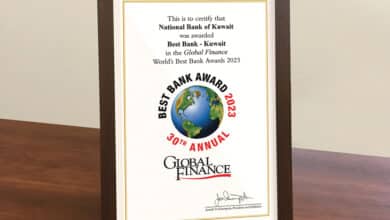 This is to certify that
National Bank of Kuwait
was awarded
Best Bank - Kuwait
in the Global Finance
World's Best Bank Awards 2023
BEST BANK AWARD 2023
30TH ANNUAL
GLOBAL
FINANCE